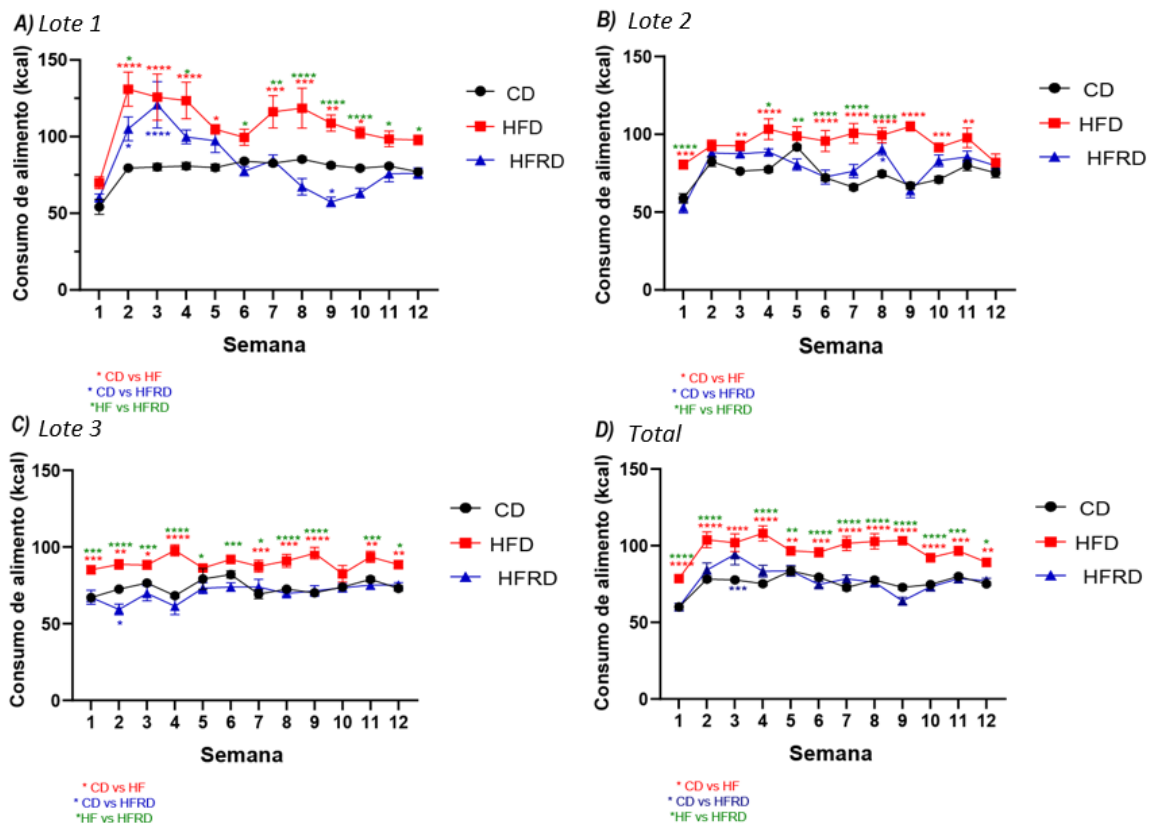 A) Lote 1
Consumo de alimento (kcal)
150
100
50
0
* **** **** * **** * * ** *** **** *** **** ** **** * * *
* ****
*
1 2 3 4 5 6 7 8 9 10 11 12
Semana
CD
HFD
HFRD
* CD vs HF
* CD vs HFRD
*HF vs HFRD
B) Lote 2
Consumo de alimento (kcal)
150
100
50
0
**** *** ** * **** ** **** **** **** **** **** **** **** *** **
*
1 2 3 4 5 6 7 8 9 10 11 12
Semana
CD
HFD
HFRD
* CD vs HF
* CD vs HFRD
*HF vs HFRD
C) Lote 3
Consumo de alimento (kcal)
150
100
50
0
*** *** **** ** *** * **** **** * *** * *** **** *** **** **** *** ** * **
*
1 2 3 4 5 6 7 8 9 10 11 12
Semana
CD
HFD
HFRD
* CD vs HF
* CD vs HFRD
*HF vs HFRD
D) Total
Consumo de alimento (kcal)
150
100
50
0
**** **** **** **** **** **** **** ** ** **** *** **** **** **** **** **** **** **** **** *** *** * **
***
1 2 3 4 5 6 7 8 9 10 11 12
Semana
CD
HFD
HFRD
* CD vs HF
* CD vs HFRD
*HF vs HFRD